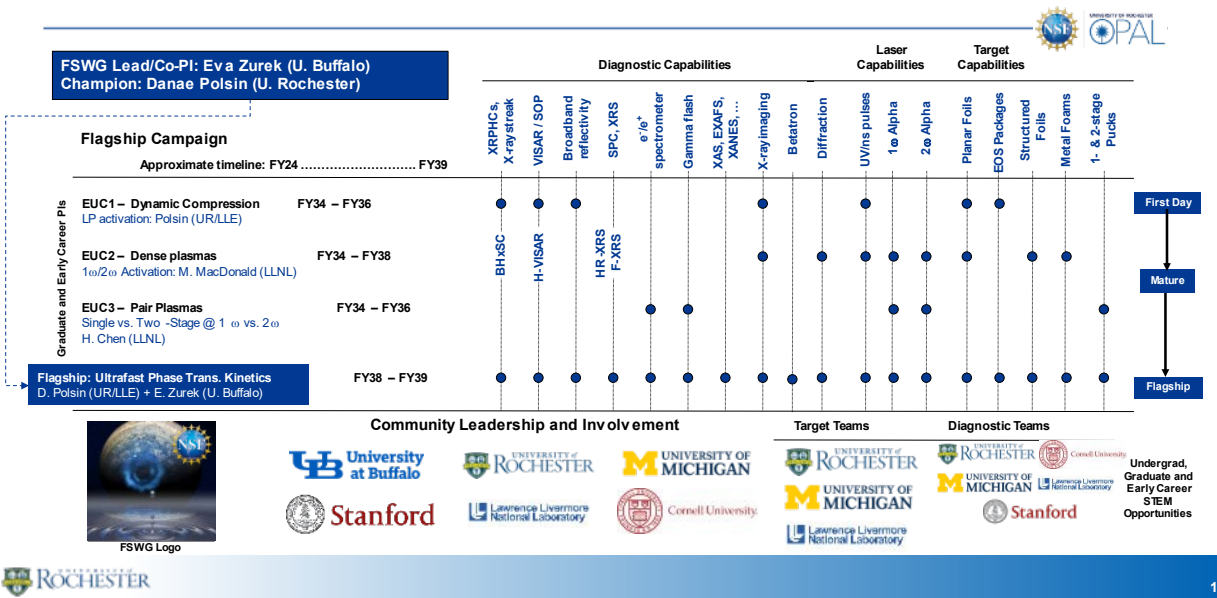 NSF
UNIVERSITY OF ROCHESTER
OPAL
FSWG Lead/Co-PI: Eva Zurek (U. Buffalo)
Champion: Danae Polsin (U. Rochester)
Diagnostic Capabilities
Laser
Capabilities
Target
Capabilities
Flagship Campaign
Approximate timeline: FY24 ................................ FY39
XRPHCs,
X-ray streak
VISAR / SOP
Broadband
reflectivity
SPC, XRS
e-/e+
spectrometer
Gamma flash
XAS, EXAFS,
XANES, …
X-ray imaging
Betatron
Diffraction
UV/ns pulses
1ω Alpha
2ω Alpha
Planar Foils
EOS Packages
Structured
Foils
Metal Foams
1- & 2-stage
Pucks
Graduate and Early Career PIs
EUC1 – Dynamic Compression FY34 – FY36
LP activation: Polsin (UR/LLE)
First Day
EUC2 – Dense plasmas FY34 – FY38
1ω/2ω Activation: M. MacDonald (LLNL)
BHxSC
H-VISAR
HR-XRS
F-XRS
Mature
EUC3 – Pair Plasmas FY34 – FY36
Single vs. Two -Stage @ 1 ω vs. 2ω
H. Chen (LLNL)
Flagship: Ultrafast Phase Trans. Kinetics FY38 – FY39
D. Polsin (UR/LLE) + E. Zurek (U. Buffalo)
Flagship
Community Leadership and Involvement
Target Teams
Diagnostic Teams
NSF
FSWG Logo
University
at Buffalo
UNIVERSITY of
ROCHESTER
UNIVERSITY OF
MICHIGAN
Stanford
Lawrence Livermore
National Laboratory
Cornell University
UNIVERSITY of
ROCHESTER
UNIVERSITY OF
MICHIGAN
Lawrence Livermore
National Laboratory
UNIVERSITY of
ROCHESTER
Cornell University
UNIVERSITY OF
MICHIGAN
Lawrence Livermore
National Laboratory
Stanford
Undergrad,
Graduate and
Early Career
STEM
Opportunities
UNIVERSITY of
ROCHESTER
1